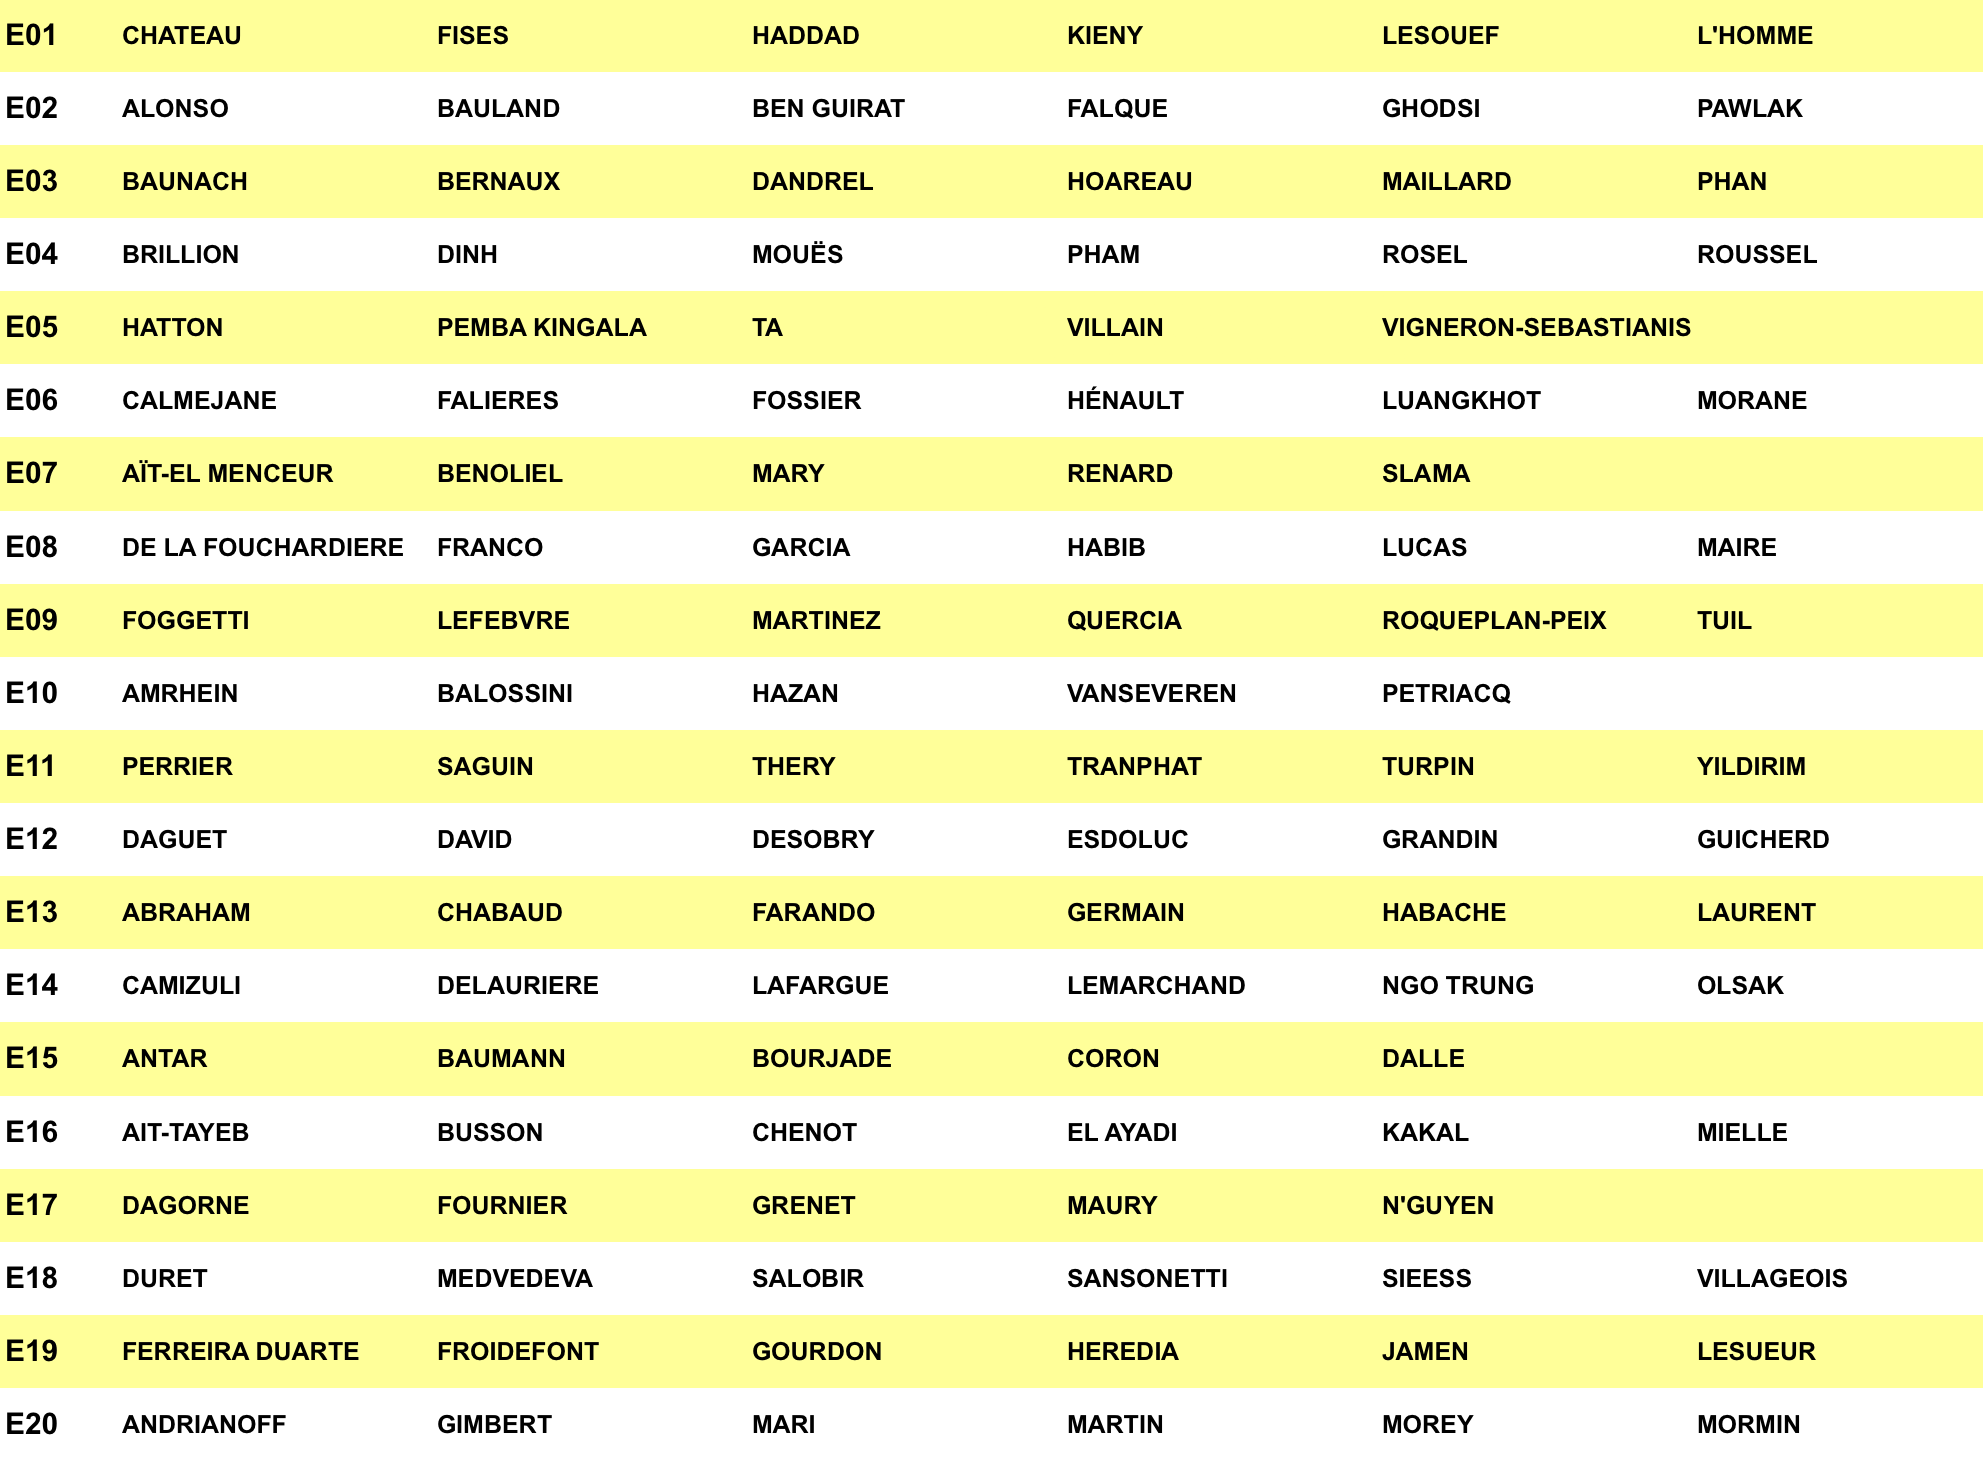 E01 CHATEAU FISES HADDAD KIENY LESOUEF L'HOMME
E02 ALONSO BAULAND BEN GUIRAT FALQUE GHODSI PAWLAK
E03 BAUNACH BERNAUX DANDREL HOAREAU MAILLARD PHAN
E04 BRILLION DINH MOUËS PHAM ROSEL ROUSSEL
E05 HATTON PEMBA KINGALA TA VILLAIN VIGNERON-SEBASTIANIS
E06 CALMEJANE FALIERES FOSSIER HÉNAULT LUANGKHOT MORANE
E07 AÏT-EL MENCEUR BENOLIEL MARY RENARD SLAMA
E08 DE LA FOUCHARDIERE FRANCO GARCIA HABIB LUCAS MAIRE
E09 FOGGETTI LEFEBVRE MARTINEZ QUERCIA ROQUEPLAN-PEIX TUIL
E10 AMRHEIN BALOSSINI HAZAN VANSEVEREN PETRIACQ
E11 PERRIER SAGUIN THERY TRANPHAT TURPIN YILDIRIM
E12 DAGUET DAVID DESOBRY ESDOLUC GRANDIN GUICHERD
E13 ABRAHAM CHABAUD FARANDO GERMAIN HABACHE LAURENT
E14 CAMIZULI DELAURIERE LAFARGUE LEMARCHAND NGO TRUNG OLSAK
E15 ANTAR BAUMANN BOURJADE CORON DALLE
E16 AIT-TAYEB BUSSON CHENOT EL AYADI KAKAL MIELLE
E17 DAGORNE FOURNIER GRENET MAURY N'GUYEN
E18 DURET MEDVEDEVA SALOBIR SANSONETTI SIEESS VILLAGEOIS
E19 FERREIRA DUARTE FROIDEFONT GOURDON HEREDIA JAMEN LESUEUR
E20 ANDRIANOFF GIMBERT MARI MARTIN MOREY MORMIN